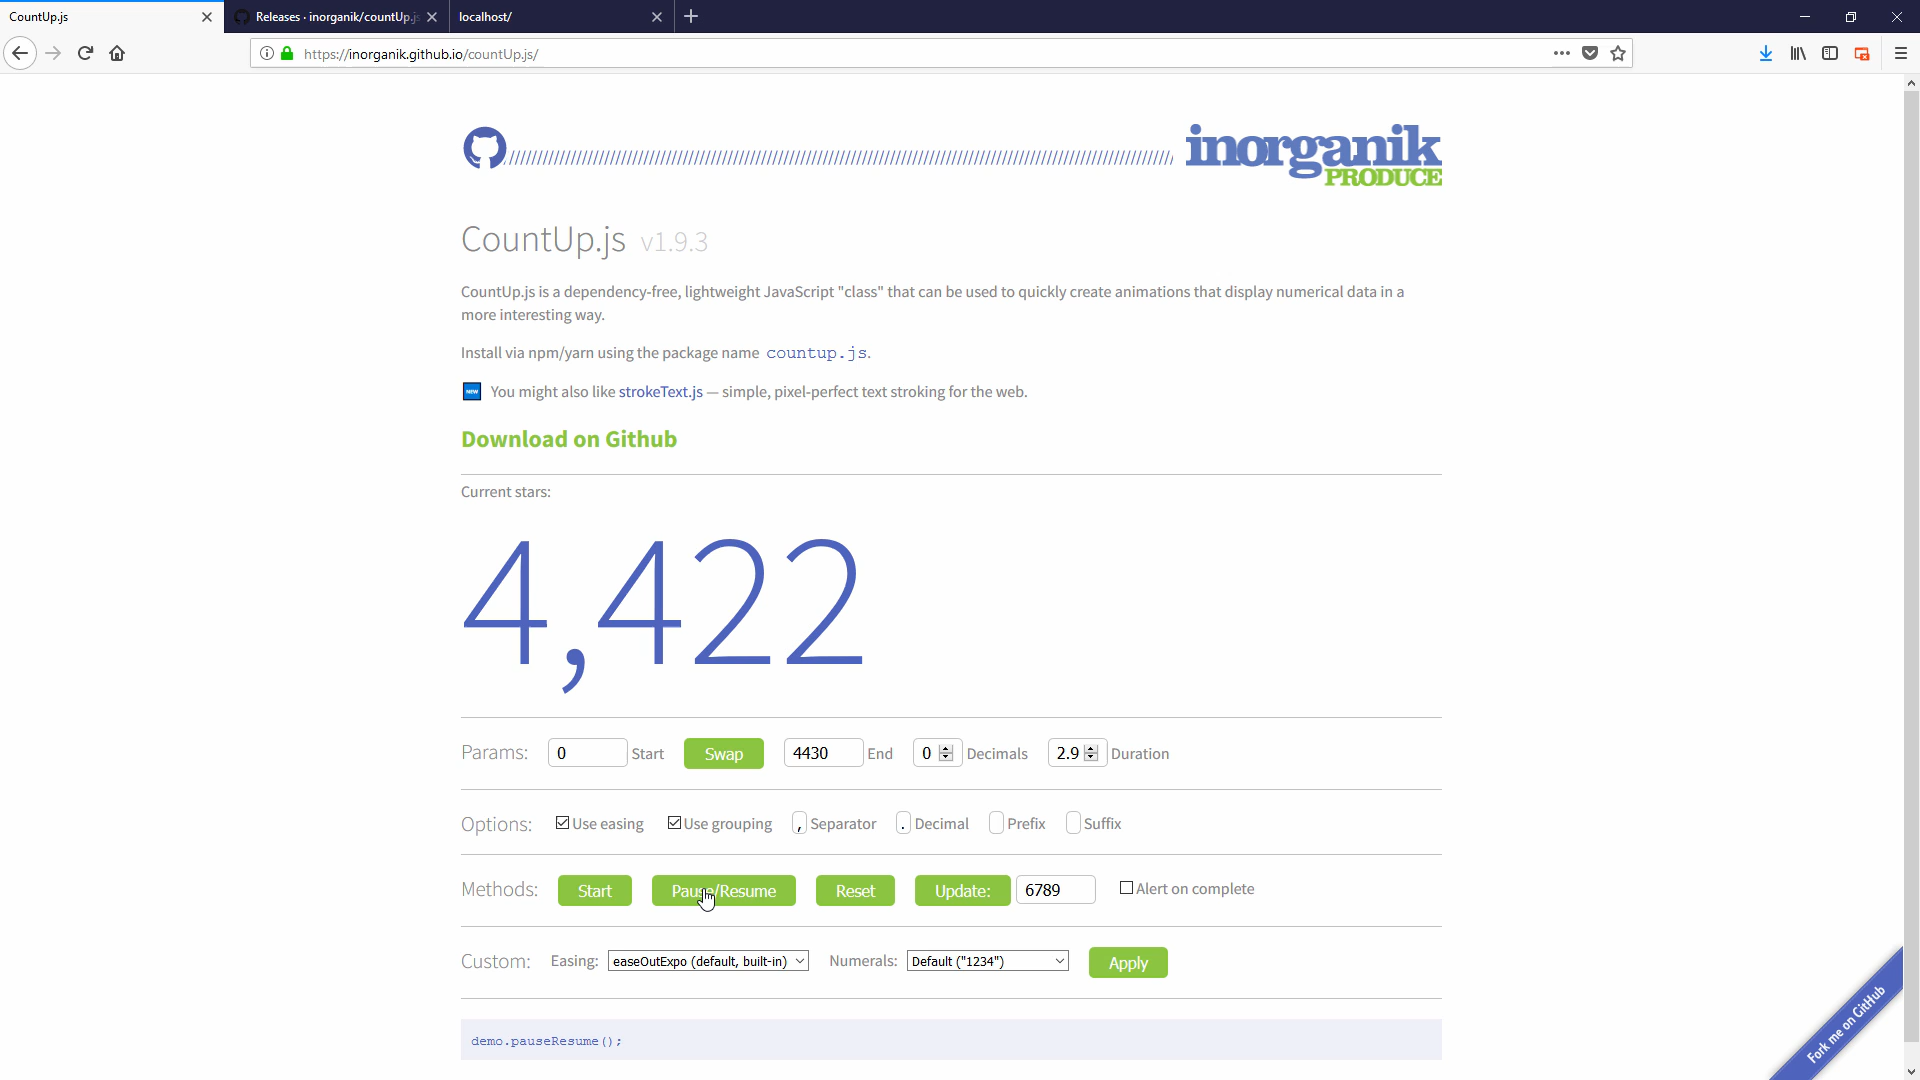 CountUp.js
Releases · inorganik/countUp.js
localhost/
https://inorganik.github.io/countUp.js/
inorganik
PRODUCE
CountUp.js v1.9.3
CountUp.js is a dependency-free, lightweight JavaScript "class" that can be used to quickly create animations that display numerical data in a
more interesting way.
Install via npm/yarn using the package name countup.js.
NEW You might also like strokeText.js — simple, pixel-perfect text stroking for the web.
Download on Github
Current stars:
4,422
Params: 0 Start Swap 4430 End 0 Decimals 2.9 Duration
Options: Use easing Use grouping , Separator . Decimal Prefix Suffix
Methods: Start Pause/Resume Reset Update: 6789 Alert on complete
Custom: Easing: easeOutExpo (default, built-in) Numerals: Default ("1234") Apply
demo.pauseResume();
Fork me on GitHub